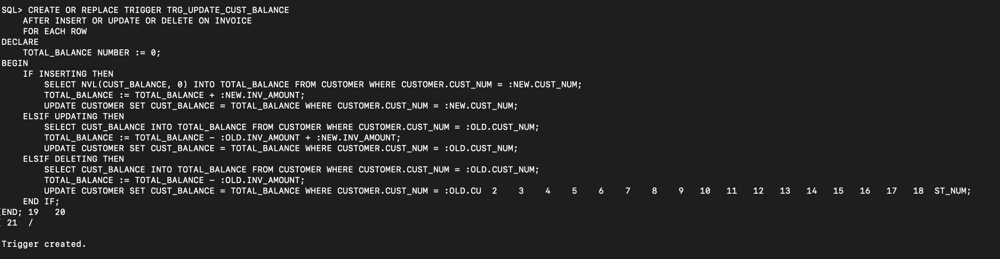 SQL> CREATE OR REPLACE TRIGGER TRG_UPDATE_CUST_BALANCE
    AFTER INSERT OR UPDATE OR DELETE ON INVOICE
    FOR EACH ROW
DECLARE
    TOTAL_BALANCE NUMBER := 0;
BEGIN
    IF INSERTING THEN
        SELECT NVL(CUST_BALANCE, 0) INTO TOTAL_BALANCE FROM CUSTOMER WHERE CUSTOMER.CUST_NUM = :NEW.CUST_NUM;
        TOTAL_BALANCE := TOTAL_BALANCE + :NEW.INV_AMOUNT;
        UPDATE CUSTOMER SET CUST_BALANCE = TOTAL_BALANCE WHERE CUSTOMER.CUST_NUM = :NEW.CUST_NUM;
    ELSIF UPDATING THEN
        SELECT CUST_BALANCE INTO TOTAL_BALANCE FROM CUSTOMER WHERE CUSTOMER.CUST_NUM = :OLD.CUST_NUM;
        TOTAL_BALANCE := TOTAL_BALANCE - :OLD.INV_AMOUNT + :NEW.INV_AMOUNT;
        UPDATE CUSTOMER SET CUST_BALANCE = TOTAL_BALANCE WHERE CUSTOMER.CUST_NUM = :OLD.CUST_NUM;
    ELSIF DELETING THEN
        SELECT CUST_BALANCE INTO TOTAL_BALANCE FROM CUSTOMER WHERE CUSTOMER.CUST_NUM = :OLD.CUST_NUM;
        TOTAL_BALANCE := TOTAL_BALANCE - :OLD.INV_AMOUNT;
        UPDATE CUSTOMER SET CUST_BALANCE = TOTAL_BALANCE WHERE CUSTOMER.CUST_NUM = :OLD.CU  2    3    4    5    6    7    8    9   10   11   12   13   14   15   16   17   18  ST_NUM;
    END IF;
END; 19   20
 21  /
Trigger created.